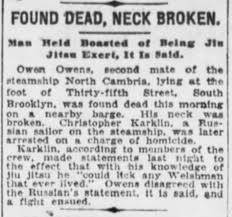 FOUND DEAD, NECK BROKEN.
Man Held Boasted of Being Jiu
Jitsu Exert, It Is Said.
Owen Owens, second mate of the
steamship North Cambria, lying at the
foot of Thirty-fifth Street, South
Brooklyn, was found dead this morning
on a nearby barge. His neck was
broken. Christopher Karklin, a Rus-
sian sailor on the steamship, was later
arrested on a charge of homicide.
Karklin, according to members of the
crew, made statements last night to
the effect that with his knowledge of
jiu jitsu he "could lick any Welshman
that ever lived." Owens disagreed with
the Russian's statement, it is said, and
a fight ensued.